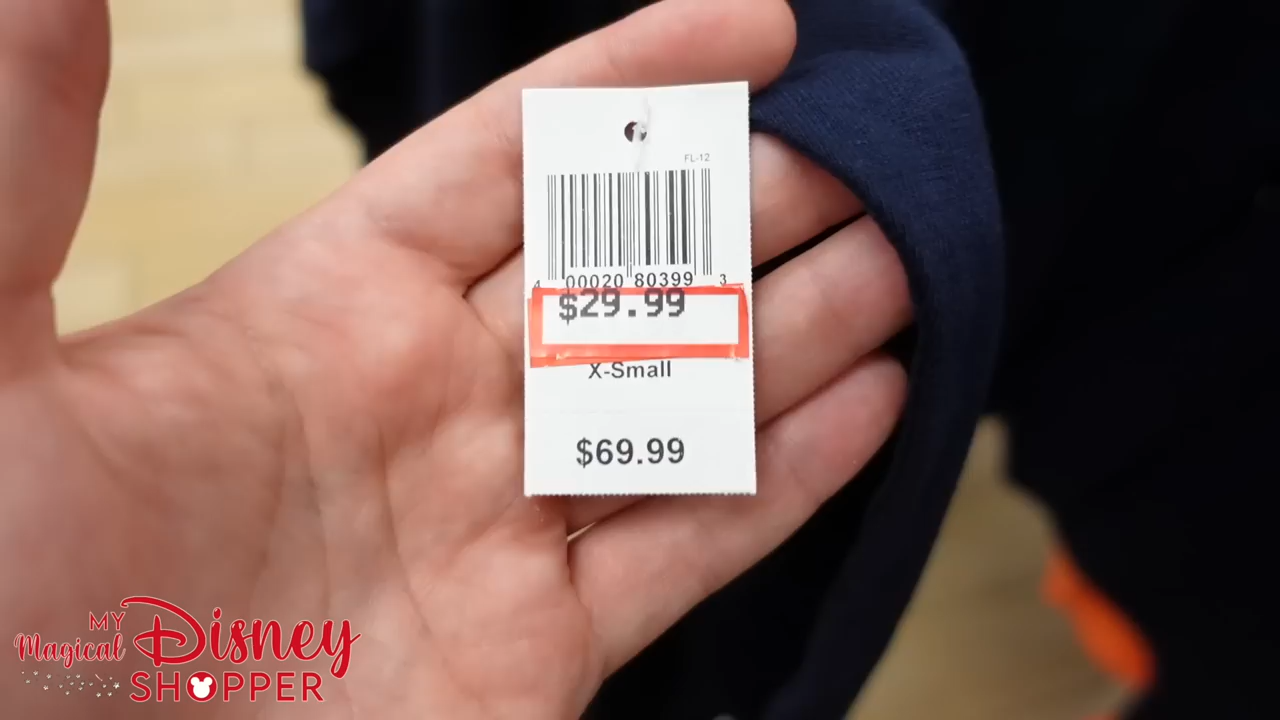 FL-12
4 00020 80399 3
$29.99
X-Small
$69.99
MY
Magical Disney
SHOPPER